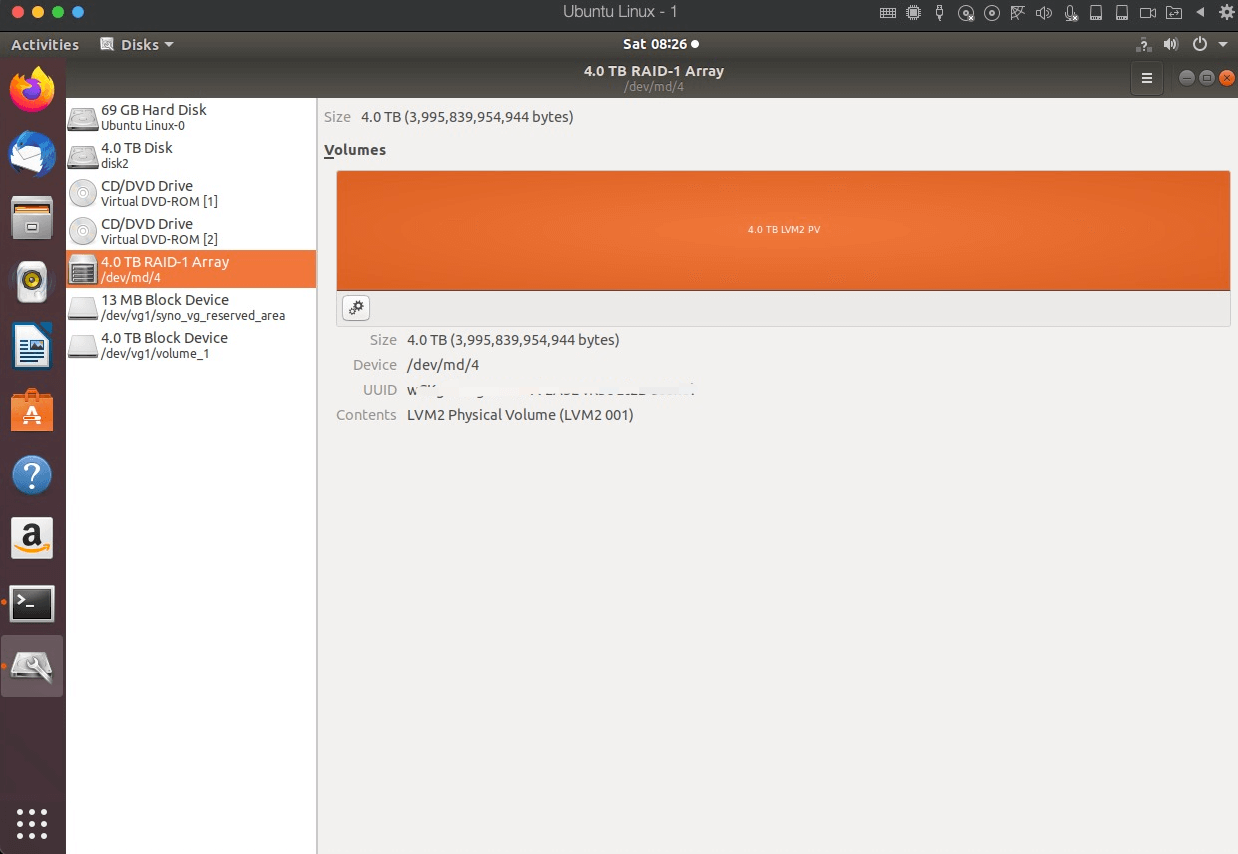 Ubuntu Linux - 1
Activities Disks Sat 08:26
4.0 TB RAID-1 Array
/dev/md/4
69 GB Hard Disk
Ubuntu Linux-0
4.0 TB Disk
disk2
CD/DVD Drive
Virtual DVD-ROM [1]
CD/DVD Drive
Virtual DVD-ROM [2]
4.0 TB RAID-1 Array
/dev/md/4
13 MB Block Device
/dev/vg1/syno_vg_reserved_area
4.0 TB Block Device
/dev/vg1/volume_1
Size 4.0 TB (3,995,839,954,944 bytes)
Volumes
4.0 TB LVM2 PV
Size 4.0 TB (3,995,839,954,944 bytes)
Device /dev/md/4
UUID
Contents LVM2 Physical Volume (LVM2 001)